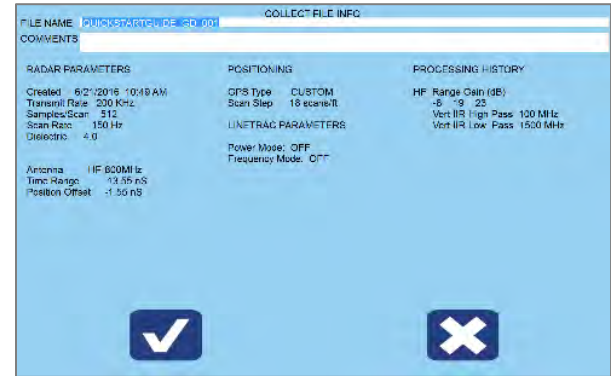 COLLECT FILE INFO
FILE NAME QUICKSTARTGUIDE_GD_001
COMMENTS
RADAR PARAMETERS
Created 6/21/2016 10:49 AM
Transmit Rate 200 KHz
Samples/Scan 512
Scan Rate 150 Hz
Dielectric 4.0
Antenna HF 800MHz
Time Range 43.55 nS
Position Offset -1.55 nS
POSITIONING
GPS Type CUSTOM
Scan Step 18 scans/ft
LINETRAC PARAMETERS
Power Mode: OFF
Frequency Mode: OFF
PROCESSING HISTORY
HF Range Gain (dB)
-8 19 23
Vert IIR High Pass 100 MHz
Vert IIR Low Pass 1500 MHz